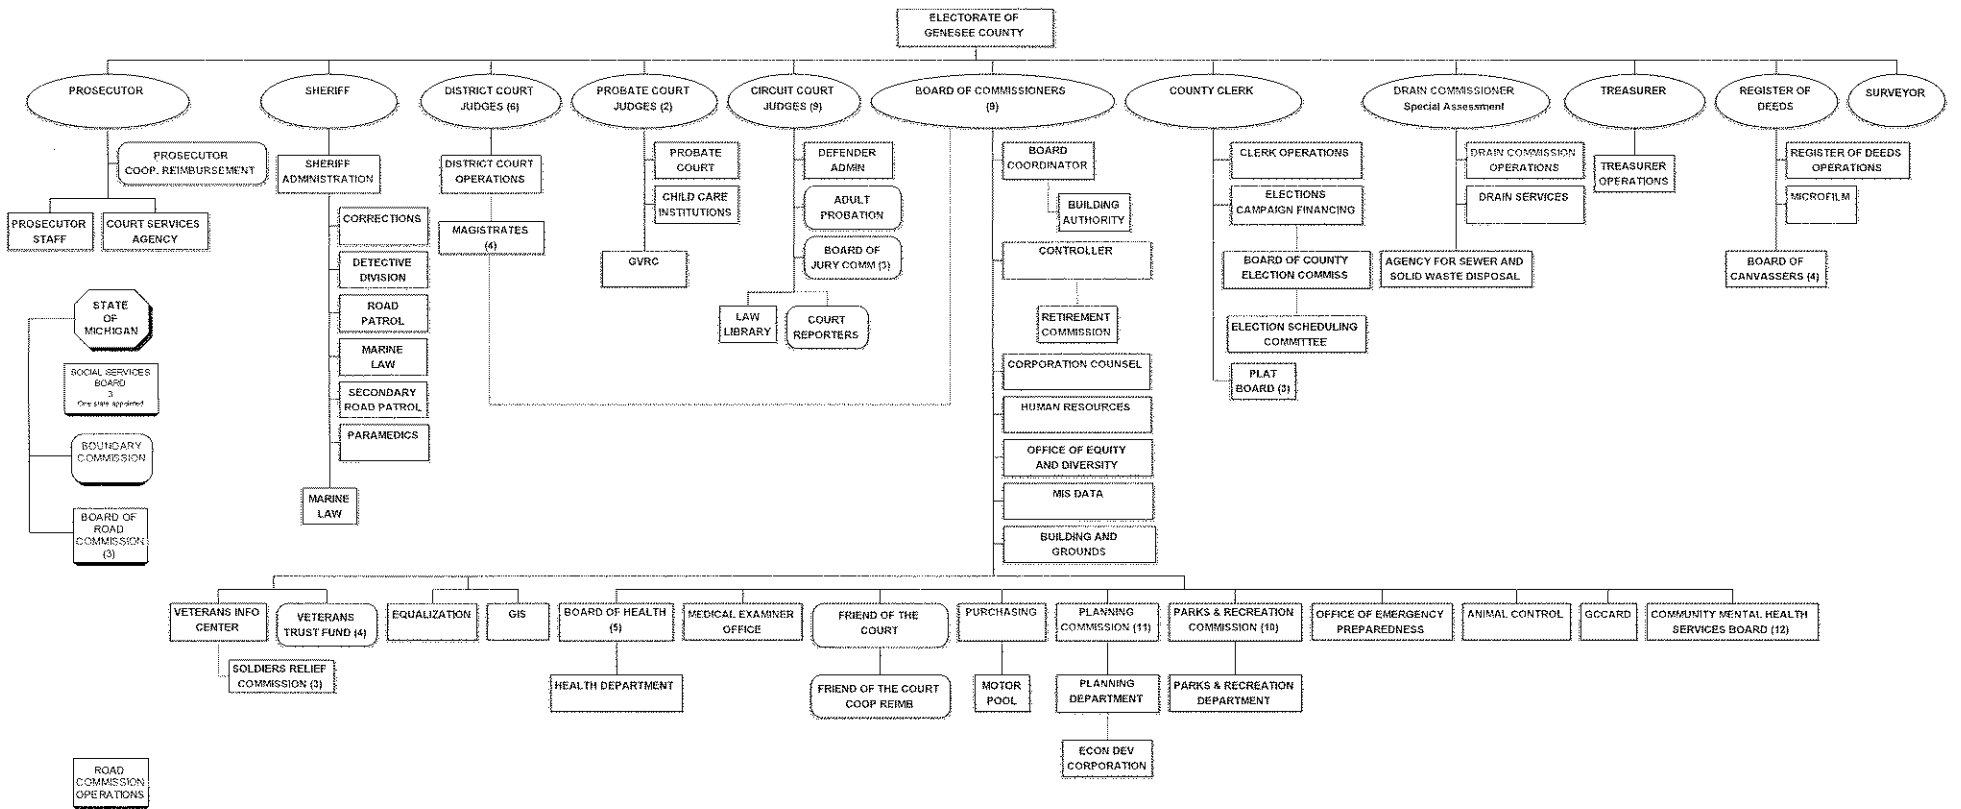 ELECTORATE OF
GENESEE COUNTY
PROSECUTOR
SHERIFF
DISTRICT COURT
JUDGES (6)
PROBATE COURT
JUDGES (2)
CIRCUIT COURT
JUDGES (9)
BOARD OF COMMISSIONERS
(9)
COUNTY CLERK
DRAIN COMMISSIONER
Special Assessment
TREASURER
REGISTER OF
DEEDS
SURVEYOR
PROSECUTOR
COOP. REIMBURSEMENT
PROSECUTOR
STAFF
COURT SERVICES
AGENCY
SHERIFF
ADMINISTRATION
CORRECTIONS
DETECTIVE
DIVISION
ROAD
PATROL
MARINE
LAW
SECONDARY
ROAD PATROL
PARAMEDICS
MARINE
LAW
DISTRICT COURT
OPERATIONS
MAGISTRATES
(4)
PROBATE
COURT
CHILD CARE
INSTITUTIONS
GVRC
DEFENDER
ADMIN
ADULT
PROBATION
BOARD OF
JURY COMM (3)
LAW
LIBRARY
COURT
REPORTERS
BOARD
COORDINATOR
BUILDING
AUTHORITY
CONTROLLER
RETIREMENT
COMMISSION
CORPORATION COUNSEL
HUMAN RESOURCES
OFFICE OF EQUITY
AND DIVERSITY
MIS DATA
BUILDING AND
GROUNDS
CLERK OPERATIONS
ELECTIONS
CAMPAIGN FINANCING
BOARD OF COUNTY
ELECTION COMMISS
ELECTION SCHEDULING
COMMITTEE
PLAT
BOARD (3)
DRAIN COMMISSION
OPERATIONS
DRAIN SERVICES
AGENCY FOR SEWER AND
SOLID WASTE DISPOSAL
TREASURER
OPERATIONS
REGISTER OF DEEDS
OPERATIONS
MICROFILM
BOARD OF
CANVASSERS (4)
STATE
OF
MICHIGAN
SOCIAL SERVICES
BOARD
3
One state appointed
BOUNDARY
COMMISSION
BOARD OF
ROAD
COMMISSION
(3)
VETERANS INFO
CENTER
VETERANS
TRUST FUND (4)
SOLDIERS RELIEF
COMMISSION (3)
EQUALIZATION
GIS
BOARD OF HEALTH
(5)
HEALTH DEPARTMENT
MEDICAL EXAMINER
OFFICE
FRIEND OF THE
COURT
FRIEND OF THE COURT
COOP REIMB
PURCHASING
MOTOR
POOL
PLANNING
COMMISSION (11)
PLANNING
DEPARTMENT
ECON DEV
CORPORATION
PARKS & RECREATION
COMMISSION (10)
PARKS & RECREATION
DEPARTMENT
OFFICE OF EMERGENCY
PREPAREDNESS
ANIMAL CONTROL
GCCARD
COMMUNITY MENTAL HEALTH
SERVICES BOARD (12)
ROAD
COMMISSION
OPERATIONS